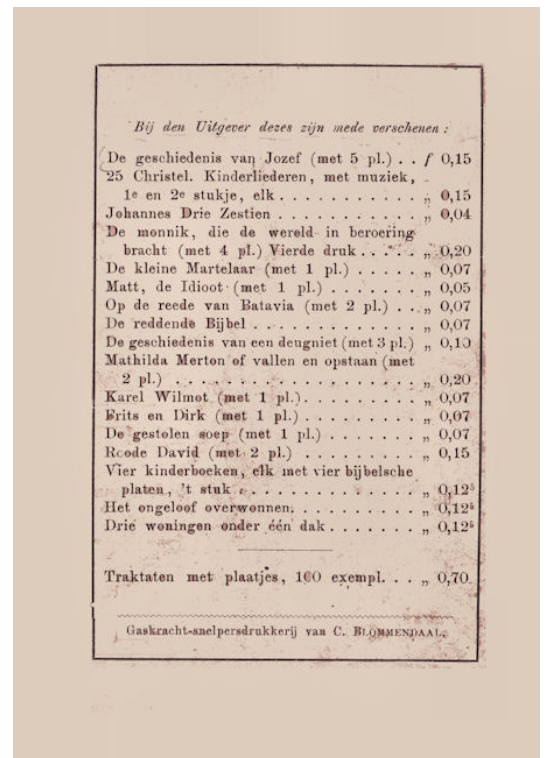 Bij den Uitgever dezes zijn mede verschenen:
De geschiedenis van Jozef (met 5 pl.) . . f 0,15
25 Christel. Kinderliederen, met muziek,
1e en 2e stukje, elk . . . . . . . . . . . „ 0,15
Johannes Drie Zestien . . . . . . . . . . „ 0,04
De monnik, die de wereld in beroering
bracht (met 4 pl.) Vierde druk . . . . . „ 0,20
De kleine Martelaar (met 1 pl.) . . . . . „ 0,07
Matt, de Idioot (met 1 pl.) . . . . . . . „ 0,05
Op de reede van Batavia (met 2 pl.) . . „ 0,07
De reddende Bijbel . . . . . . . . . . . . „ 0,07
De geschiedenis van een deugniet (met 3 pl.) „ 0,10
Mathilda Merton of vallen en opstaan (met
2 pl.) . . . . . . . . . . . . . . . . . . „ 0,20
Karel Wilmot (met 1 pl.) . . . . . . . . „ 0,07
Frits en Dirk (met 1 pl.) . . . . . . . . „ 0,07
De gestolen soep (met 1 pl.) . . . . . . . „ 0,07
Roode David (met 2 pl.) . . . . . . . . „ 0,15
Vier kinderboeken, elk met vier bijbelsche
platen, 't stuk . . . . . . . . . . . . . „ 0,12⁵
Het ongeloof overwonnen. . . . . . . . . „ 0,12⁵
Drie woningen onder één dak . . . . . . . „ 0,12⁵
Traktaten met plaatjes, 100 exempl. . . „ 0,70
Gaskracht-snelpersdrukkerij van C. BLOMMENDAAL.